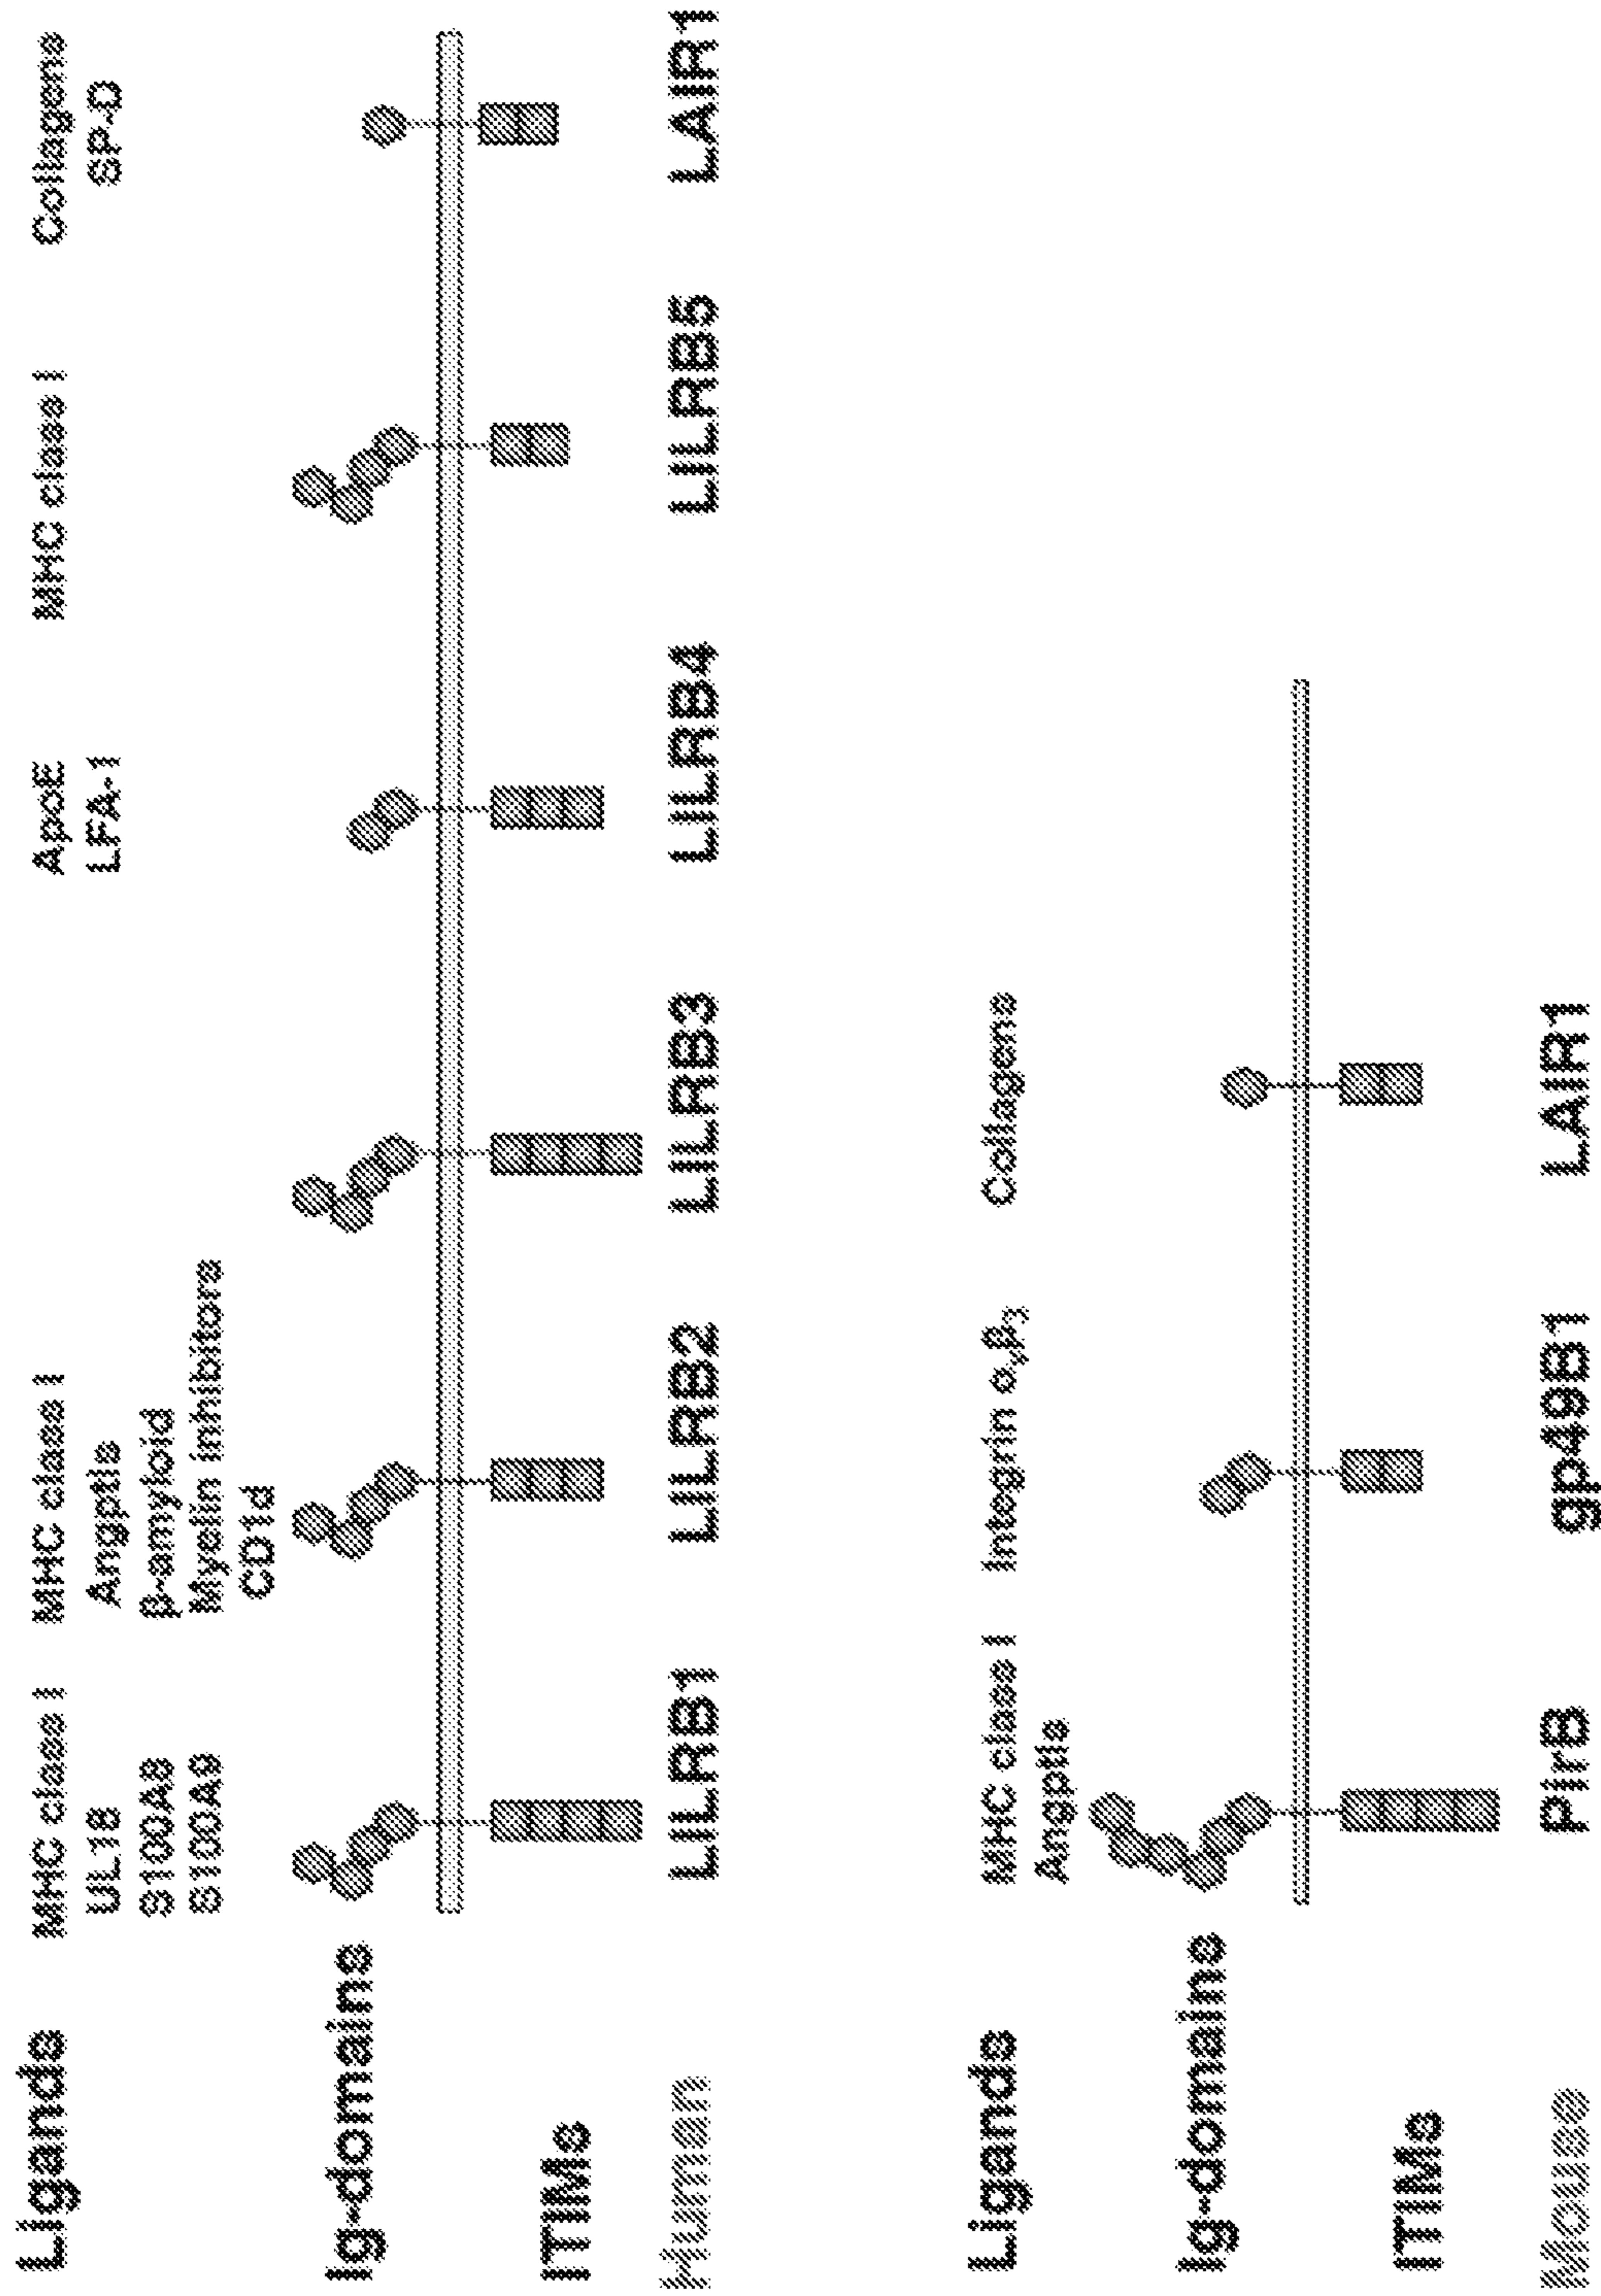 Ligands
MHC class I
UL18
S100A8
S100A9
MHC class I
Angptls
β-amyloid
Myelin inhibitors
CD1d
ApoE
LFA-1
MHC class I
Collagens
SP-D
Ig-domains
ITIMs
Human
LILRB1
LILRB2
LILRB3
LILRB4
LILRB5
LAIR1
Ligands
MHC class I
Angptls
Integrin αᵥβ₃
Collagens
Ig-domains
ITIMs
Mouse
PirB
gp49B1
LAIR1